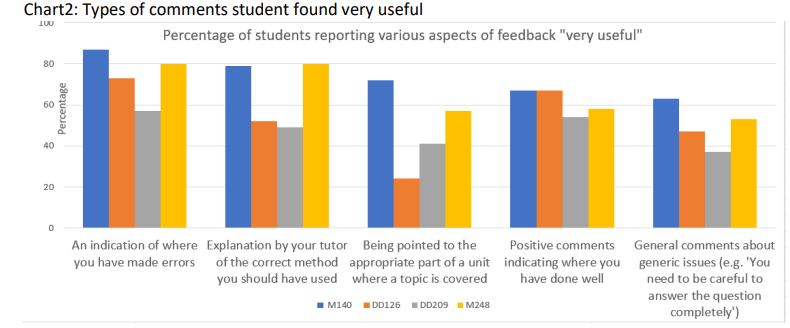 Chart2: Types of comments student found very useful
Percentage of students reporting various aspects of feedback "very useful"
100
80
60
40
20
0
Percentage
An indication of where
you have made errors
Explanation by your tutor
of the correct method
you should have used
Being pointed to the
appropriate part of a unit
where a topic is covered
Positive comments
indicating where you
have done well
General comments about
generic issues (e.g. 'You
need to be careful to
answer the question
completely')
M140 DD126 DD209 M248